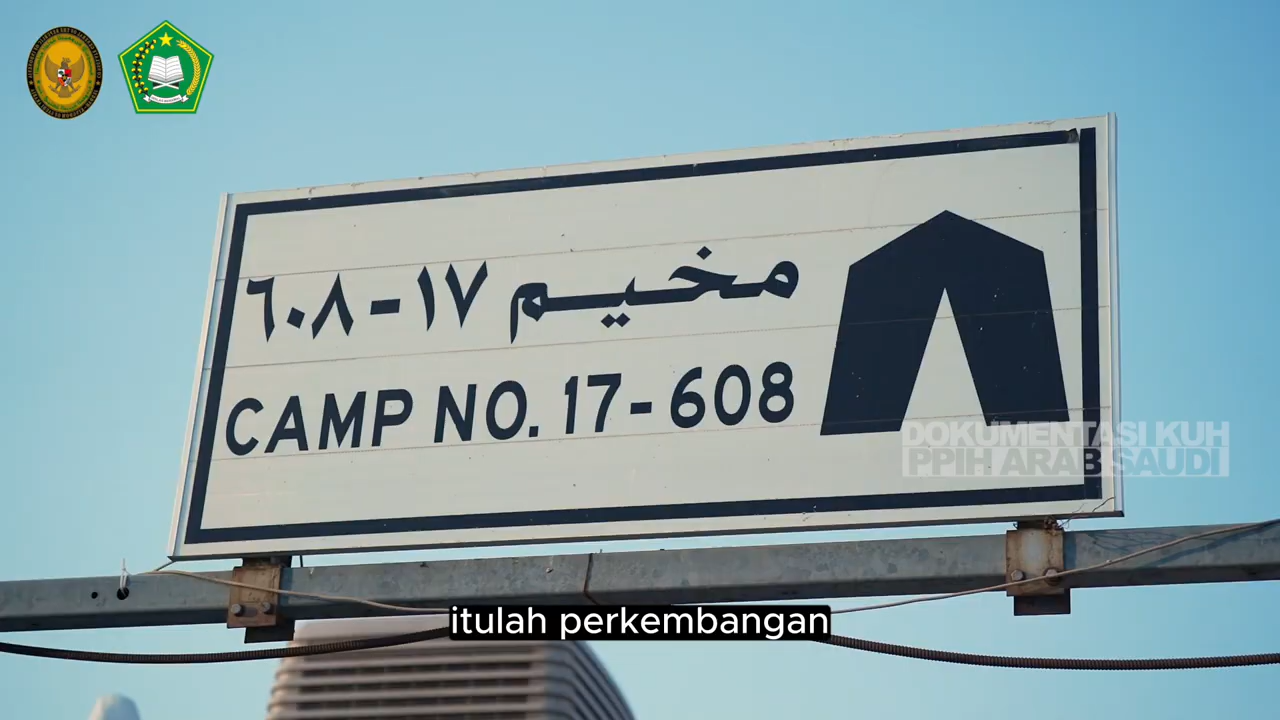 مخيم ١٧-٦٠٨
CAMP NO. 17-608
DOKUMENTASI KUH
PPIH ARAB SAUDI
itulah perkembangan